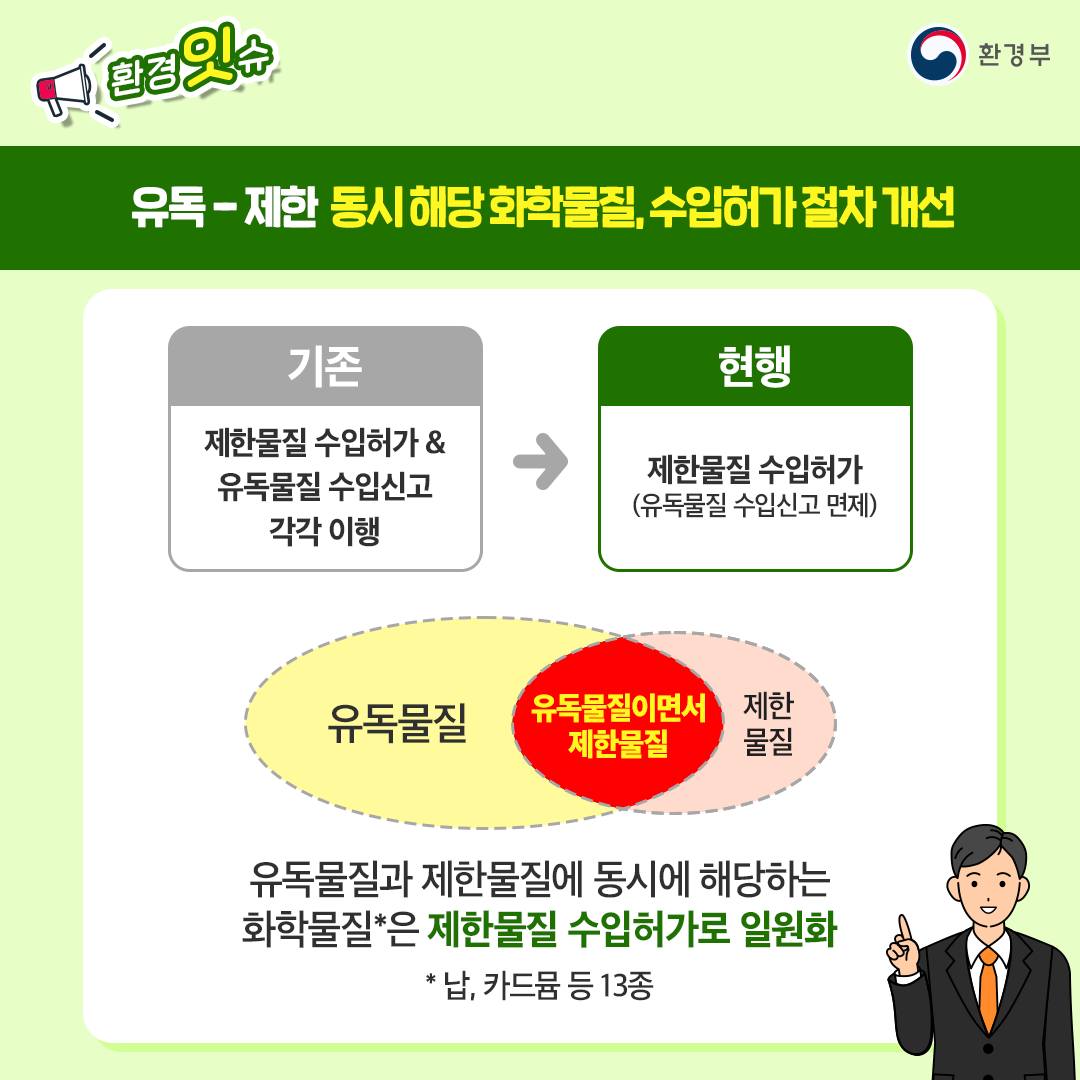 환경잇슈
환경부
유독 - 제한 동시 해당 화학물질, 수입허가 절차 개선
기존
제한물질 수입허가 &
유독물질 수입신고
각각 이행
현행
제한물질 수입허가
(유독물질 수입신고 면제)
유독물질
유독물질이면서
제한물질
제한
물질
유독물질과 제한물질에 동시에 해당하는
화학물질*은 제한물질 수입허가로 일원화
* 납, 카드뮴 등 13종